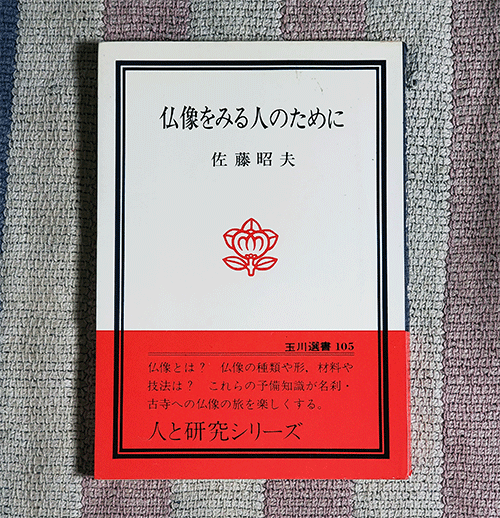 仏像をみる人のために
佐藤昭夫
玉川選書 105
仏像とは？　仏像の種類や形、材料や
技法は？　これらの予備知識が名刹・
古寺への仏像の旅を楽しくする。
人と研究シリーズ